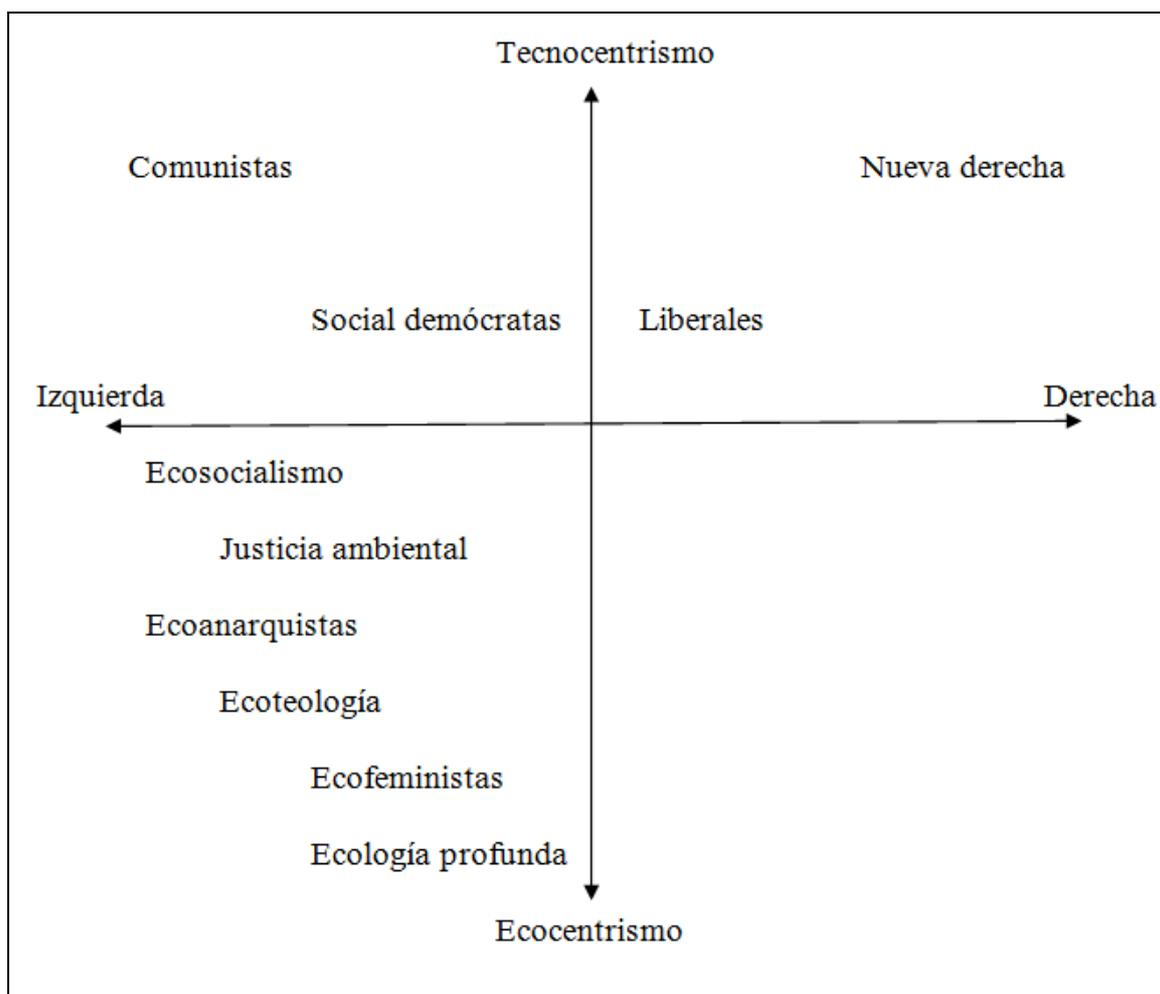 Tecnocentrismo
Comunistas
Nueva derecha
Social demócratas
Liberales
Izquierda
Derecha
Ecosocialismo
Justicia ambiental
Ecoanarquistas
Ecoteología
Ecofeministas
Ecología profunda
Ecocentrismo